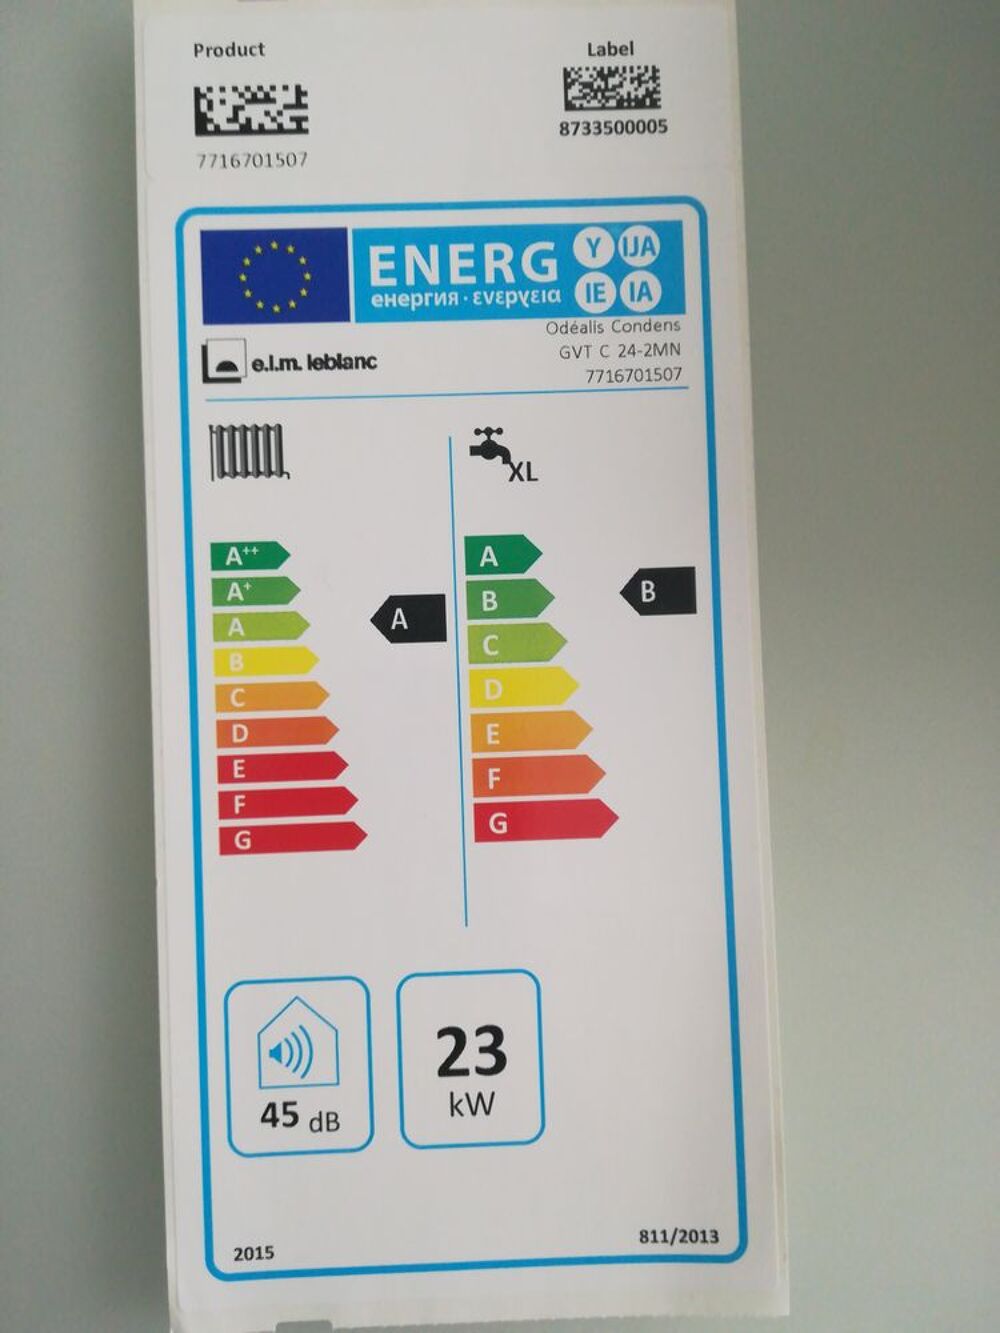 Product
Label
7716701507
8733500005
ENERG
енергия · ενεργεια
Y IJA
IE IA
Odéalis Condens
GVT C 24-2MN
7716701507
e.l.m. leblanc
XL
A++
A+
A
B
C
D
E
F
G
A
A
B
C
D
E
F
G
B
45 dB
23
kW
2015
811/2013